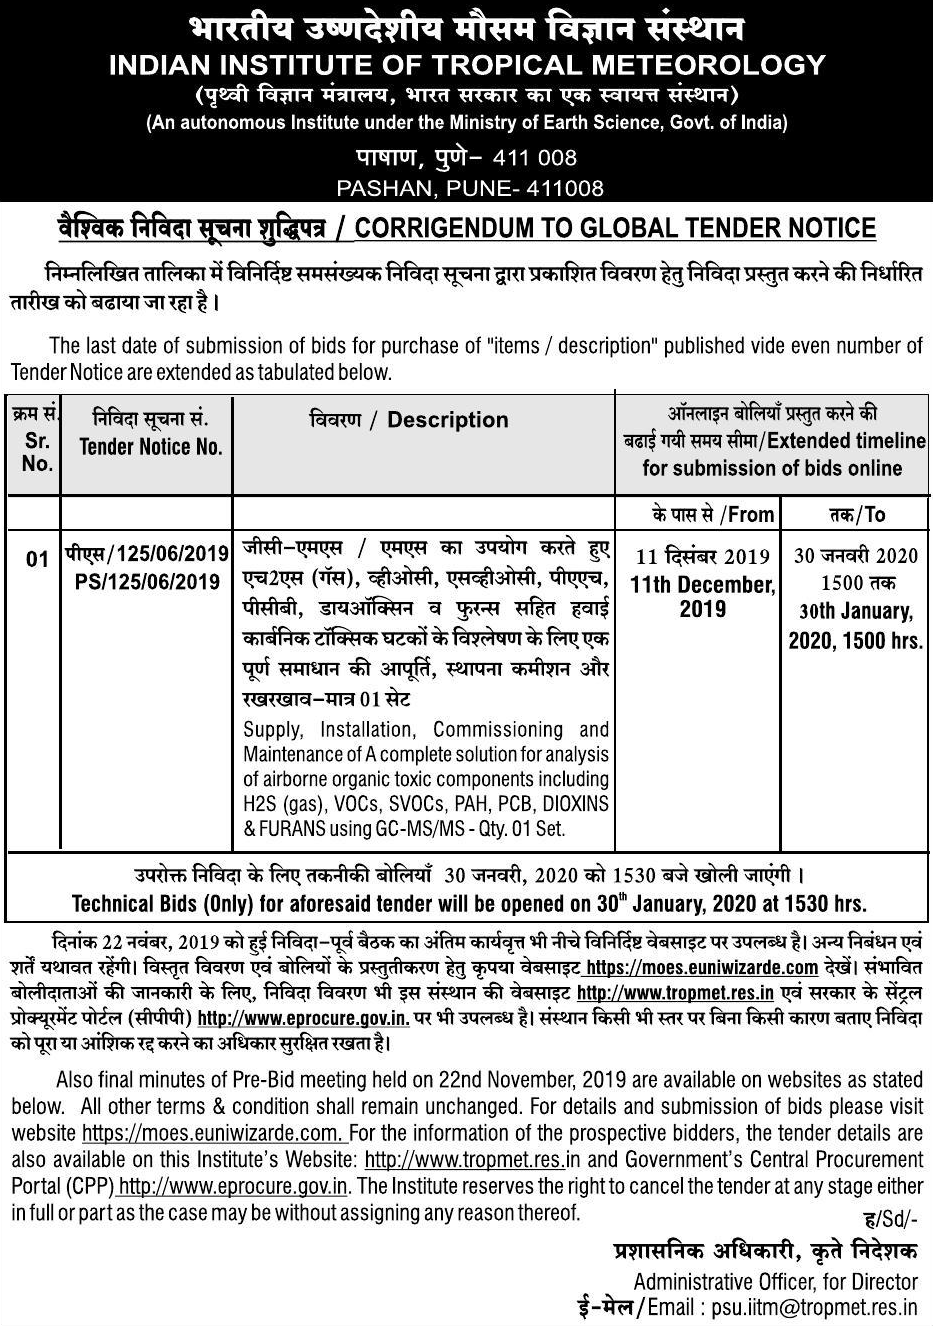 भारतीय उष्णदेशीय मौसम विज्ञान संस्थान
INDIAN INSTITUTE OF TROPICAL METEOROLOGY
(पृथ्वी विज्ञान मंत्रालय, भारत सरकार का एक स्वायत्त संस्थान)
(An autonomous Institute under the Ministry of Earth Science, Govt. of India)
पाषाण, पुणे– 411 008
PASHAN, PUNE- 411008
वैश्विक निविदा सूचना शुद्धिपत्र / CORRIGENDUM TO GLOBAL TENDER NOTICE
निम्नलिखित तालिका में विनिर्दिष्ट समसंख्यक निविदा सूचना द्वारा प्रकाशित विवरण हेतु निविदा प्रस्तुत करने की निर्धारित
तारीख को बढाया जा रहा है ।
The last date of submission of bids for purchase of "items / description" published vide even number of
Tender Notice are extended as tabulated below.
क्रम सं.
Sr.
No.
निविदा सूचना सं.
Tender Notice No.
विवरण / Description
ऑनलाइन बोलियाँ प्रस्तुत करने की
बढाई गयी समय सीमा/Extended timeline
for submission of bids online
के पास से /From
तक/To
01
पीएस/125/06/2019
PS/125/06/2019
जीसी–एमएस / एमएस का उपयोग करते हुए
एच2एस (गॅस), व्हीओसी, एसव्हीओसी, पीएएच,
पीसीबी, डायऑक्सिन व फुरन्स सहित हवाई
कार्बनिक टॉक्सिक घटकों के विश्लेषण के लिए एक
पूर्ण समाधान की आपूर्ति, स्थापना कमीशन और
रखरखाव–मात्र 01 सेट
Supply, Installation, Commissioning and
Maintenance of A complete solution for analysis
of airborne organic toxic components including
H2S (gas), VOCs, SVOCs, PAH, PCB, DIOXINS
& FURANS using GC-MS/MS - Qty. 01 Set.
11 दिसंबर 2019
11th December,
2019
30 जनवरी 2020
1500 तक
30th January,
2020, 1500 hrs.
उपरोक्त निविदा के लिए तकनीकी बोलियाँ 30 जनवरी, 2020 को 1530 बजे खोली जाएंगी ।
Technical Bids (Only) for aforesaid tender will be opened on 30th January, 2020 at 1530 hrs.
दिनांक 22 नवंबर, 2019 को हुई निविदा–पूर्व बैठक का अंतिम कार्यवृत्त भी नीचे विनिर्दिष्ट वेबसाइट पर उपलब्ध है। अन्य निबंधन एवं
शर्तें यथावत रहेंगी। विस्तृत विवरण एवं बोलियों के प्रस्तुतीकरण हेतु कृपया वेबसाइट https://moes.euniwizarde.com देखें। संभावित
बोलीदाताओं की जानकारी के लिए, निविदा विवरण भी इस संस्थान की वेबसाइट http://www.tropmet.res.in एवं सरकार के सेंट्रल
प्रोक्यूरमेंट पोर्टल (सीपीपी) http://www.eprocure.gov.in. पर भी उपलब्ध है। संस्थान किसी भी स्तर पर बिना किसी कारण बताए निविदा
को पूरा या आंशिक रद्द करने का अधिकार सुरक्षित रखता है।
Also final minutes of Pre-Bid meeting held on 22nd November, 2019 are available on websites as stated
below. All other terms & condition shall remain unchanged. For details and submission of bids please visit
website https://moes.euniwizarde.com. For the information of the prospective bidders, the tender details are
also available on this Institute's Website: http://www.tropmet.res.in and Government's Central Procurement
Portal (CPP) http://www.eprocure.gov.in. The Institute reserves the right to cancel the tender at any stage either
in full or part as the case may be without assigning any reason thereof.
ह/Sd/-
प्रशासनिक अधिकारी, कृते निदेशक
Administrative Officer, for Director
ई–मेल/Email : psu.iitm@tropmet.res.in